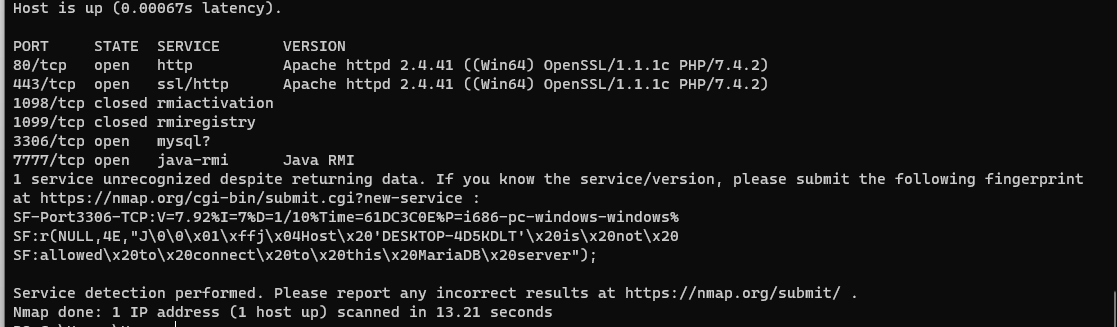 Host is up (0.00067s latency).
PORT     STATE  SERVICE        VERSION
80/tcp   open   http           Apache httpd 2.4.41 ((Win64) OpenSSL/1.1.1c PHP/7.4.2)
443/tcp  open   ssl/http       Apache httpd 2.4.41 ((Win64) OpenSSL/1.1.1c PHP/7.4.2)
1098/tcp closed rmiactivation
1099/tcp closed rmiregistry
3306/tcp open   mysql?
7777/tcp open   java-rmi       Java RMI
1 service unrecognized despite returning data. If you know the service/version, please submit the following fingerprint
at https://nmap.org/cgi-bin/submit.cgi?new-service :
SF-Port3306-TCP:V=7.92%I=7%D=1/10%Time=61DC3C0E%P=i686-pc-windows-windows%
SF:r(NULL,4E,"J\0\0\x01\xffj\x04Host\x20'DESKTOP-4D5KDLT'\x20is\x20not\x20
SF:allowed\x20to\x20connect\x20to\x20this\x20MariaDB\x20server");
Service detection performed. Please report any incorrect results at https://nmap.org/submit/ .
Nmap done: 1 IP address (1 host up) scanned in 13.21 seconds